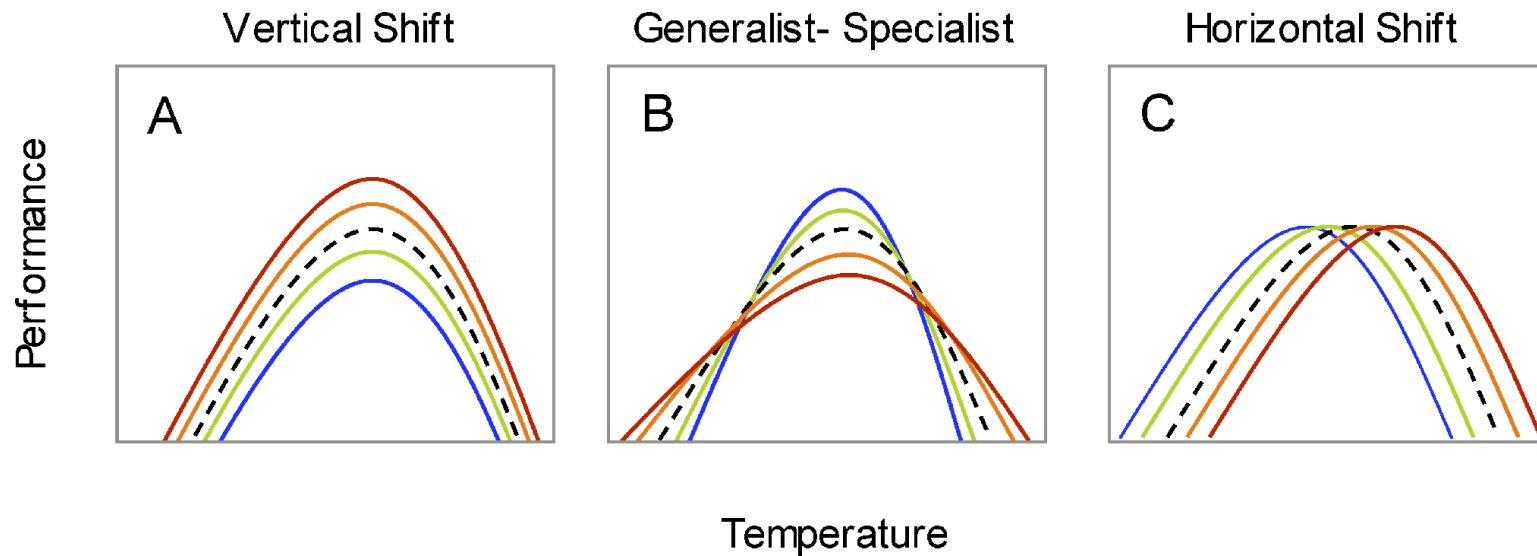 Vertical Shift
Generalist- Specialist
Horizontal Shift
A
B
C
Performance
Temperature